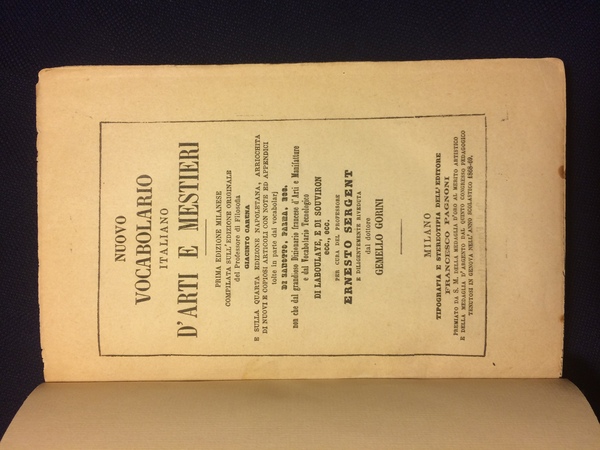 NUOVO
VOCABOLARIO
ITALIANO
D'ARTI E MESTIERI
PRIMA EDIZIONE MILANESE
COMPILATA SULL'EDIZIONE ORIGINALE
del Professore di Filosofia
GIACINTO CARENA
E SULLA QUARTA EDIZIONE NAPOLETANA, ARRICCHITA
DI NUOVI E COPIOSI ARTICOLI CON NOTE ED APPENDICI
tolte in parte dai vocabolarj
DI BAZOTTO, PARMA, ecc.
non che dal grandioso Dizionario francese d'Arti e Manifatture
e dal Vocabolario Tecnologico
DI LABOULAYE, E DI SOUVIRON
ecc., ecc.
PER CURA DEL PROFESSORE
ERNESTO SERGENT
E DILIGENTEMENTE RIVEDUTA
dal dottore
GEMELLO GORINI
MILANO
TIPOGRAFIA E STEREOTIPIA DELL'EDITORE
FRANCESCO PAGNONI
PREMIATO DA S. M. DELLA MEDAGLIA D'ORO AL MERITO ARTISTICO
E DELLA MEDAGLIA D'ARGENTO DAL QUINTO CONGRESSO PEDAGOGICO
TENUTOSI IN GENOVA NELL'ANNO SCOLASTICO 1868-69.